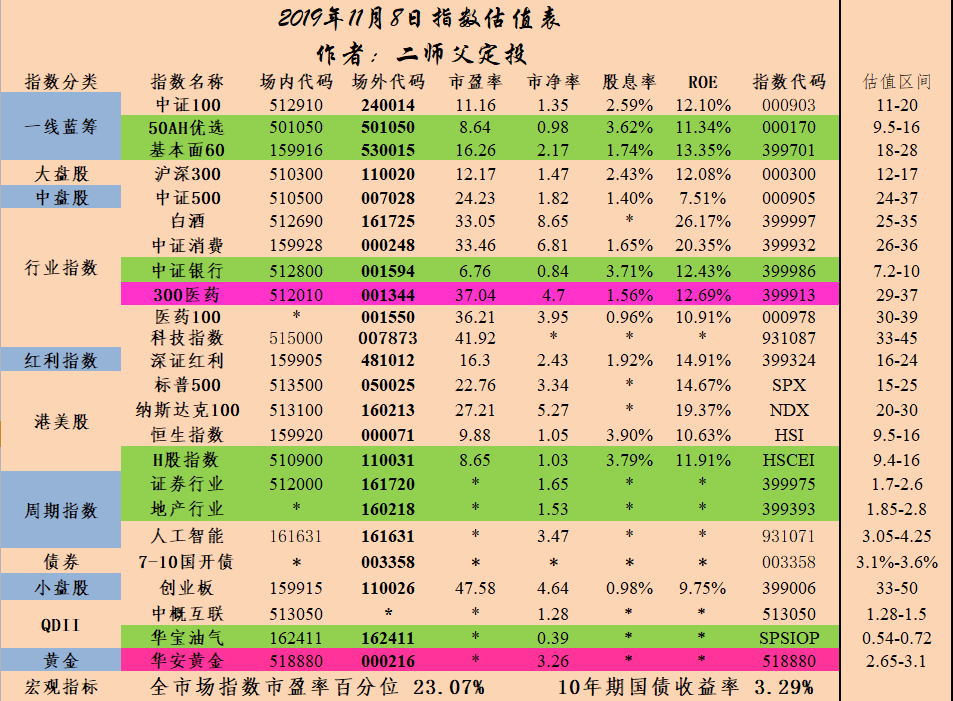 2019年11月8日指数估值表
作者：二师父定投
指数分类 指数名称 场内代码 场外代码 市盈率 市净率 股息率 ROE 指数代码 估值区间
一线蓝筹 中证100 512910 240014 11.16 1.35 2.59% 12.10% 000903 11-20
50AH优选 501050 501050 8.64 0.98 3.62% 11.34% 000170 9.5-16
基本面60 159916 530015 16.26 2.17 1.74% 13.35% 399701 18-28
大盘股 沪深300 510300 110020 12.17 1.47 2.43% 12.08% 000300 12-17
中盘股 中证500 510500 007028 24.23 1.82 1.40% 7.51% 000905 24-37
行业指数 白酒 512690 161725 33.05 8.65 * 26.17% 399997 25-35
中证消费 159928 000248 33.46 6.81 1.65% 20.35% 399932 26-36
中证银行 512800 001594 6.76 0.84 3.71% 12.43% 399986 7.2-10
300医药 512010 001344 37.04 4.7 1.56% 12.69% 399913 29-37
医药100 * 001550 36.21 3.95 0.96% 10.91% 000978 30-39
科技指数 515000 007873 41.92 * * * 931087 33-45
红利指数 深证红利 159905 481012 16.3 2.43 1.92% 14.91% 399324 16-24
港美股 标普500 513500 050025 22.76 3.34 * 14.67% SPX 15-25
纳斯达克100 513100 160213 27.21 5.27 * 19.37% NDX 20-30
恒生指数 159920 000071 9.88 1.05 3.90% 10.63% HSI 9.5-16
H股指数 510900 110031 8.65 1.03 3.79% 11.91% HSCEI 9.4-16
周期指数 证券行业 512000 161720 * 1.65 * * 399975 1.7-2.6
地产行业 * 160218 * 1.53 * * 399393 1.85-2.8
人工智能 161631 161631 * 3.47 * * 931071 3.05-4.25
债券 7-10国开债 * 003358 * * * * 003358 3.1%-3.6%
小盘股 创业板 159915 110026 47.58 4.64 0.98% 9.75% 399006 33-50
QDII 中概互联 513050 * * 1.28 * * 513050 1.28-1.5
华宝油气 162411 162411 * 0.39 * * SPSIOP 0.54-0.72
黄金 华安黄金 518880 000216 * 3.26 * * 518880 2.65-3.1
宏观指标 全市场指数市盈率百分位 23.07% 10年期国债收益率 3.29%